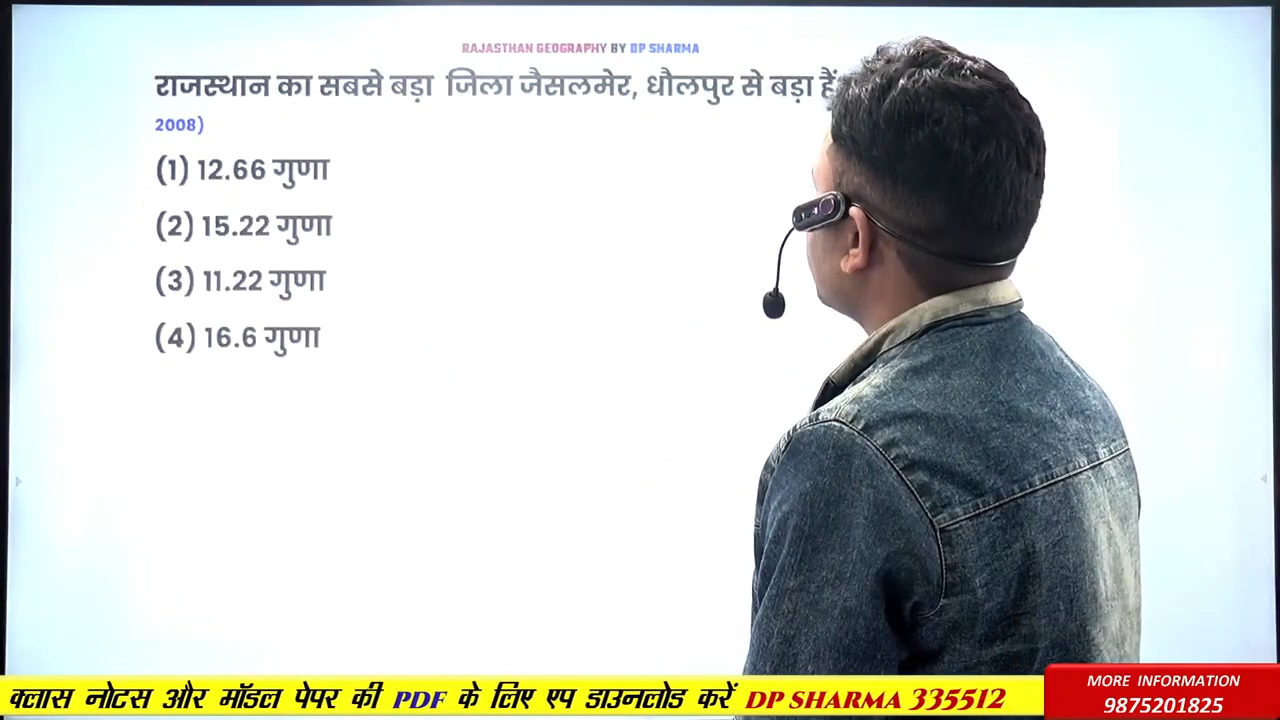 RAJASTHAN GEOGRAPHY BY DP SHARMA
राजस्थान का सबसे बड़ा जिला जैसलमेर, धौलपुर से बड़ा हैं
2008)
(1) 12.66 गुणा
(2) 15.22 गुणा
(3) 11.22 गुणा
(4) 16.6 गुणा
क्लास नोटस और मॉडल पेपर की PDF के लिए एप डाउनलोड करें DP SHARMA 335512
MORE INFORMATION
9875201825